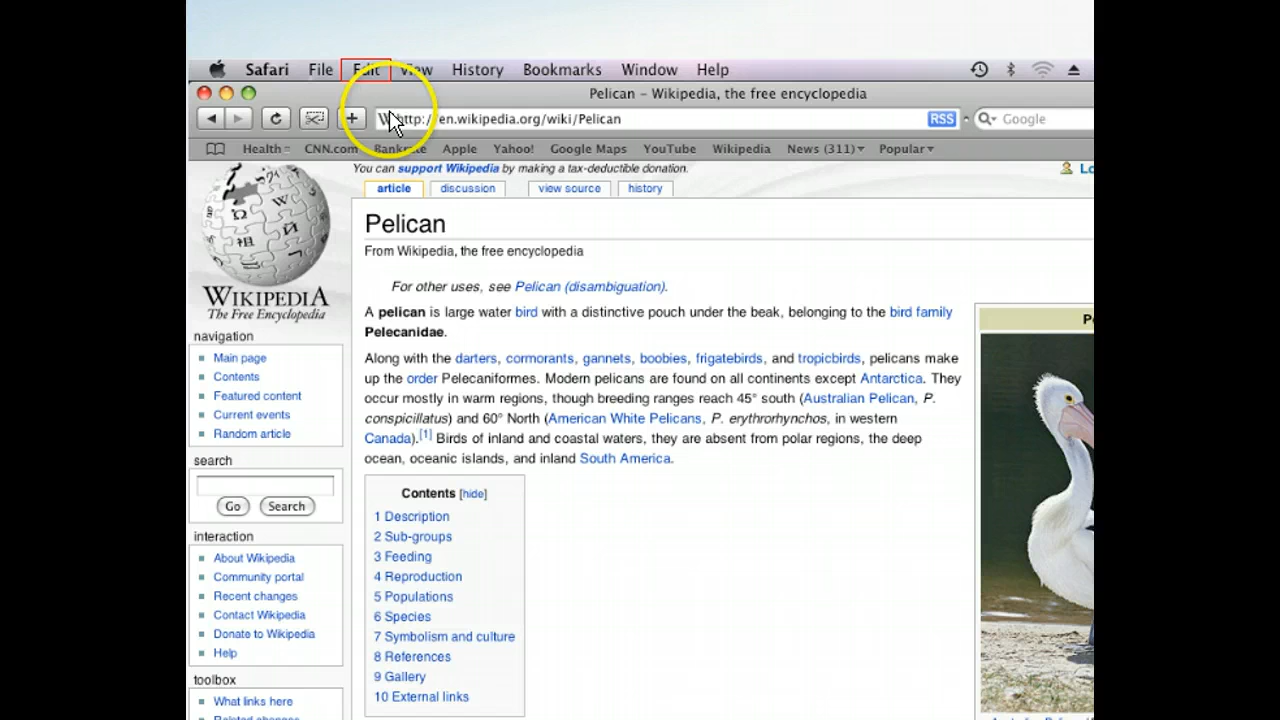 Safari File Edit View History Bookmarks Window Help
Pelican – Wikipedia, the free encyclopedia
http://en.wikipedia.org/wiki/Pelican RSS Google
Health CNN.com Bankrate Apple Yahoo! Google Maps YouTube Wikipedia News (311) Popular
You can support Wikipedia by making a tax-deductible donation.
article discussion view source history
Pelican
From Wikipedia, the free encyclopedia
For other uses, see Pelican (disambiguation).
A pelican is large water bird with a distinctive pouch under the beak, belonging to the bird family
Pelecanidae.
Along with the darters, cormorants, gannets, boobies, frigatebirds, and tropicbirds, pelicans make
up the order Pelecaniformes. Modern pelicans are found on all continents except Antarctica. They
occur mostly in warm regions, though breeding ranges reach 45° south (Australian Pelican, P.
conspicillatus) and 60° North (American White Pelicans, P. erythrorhynchos, in western
Canada).[1] Birds of inland and coastal waters, they are absent from polar regions, the deep
ocean, oceanic islands, and inland South America.
Contents [hide]
1 Description
2 Sub-groups
3 Feeding
4 Reproduction
5 Populations
6 Species
7 Symbolism and culture
8 References
9 Gallery
10 External links
WIKIPEDIA
The Free Encyclopedia
navigation
Main page
Contents
Featured content
Current events
Random article
search
Go Search
interaction
About Wikipedia
Community portal
Recent changes
Contact Wikipedia
Donate to Wikipedia
Help
toolbox
What links here